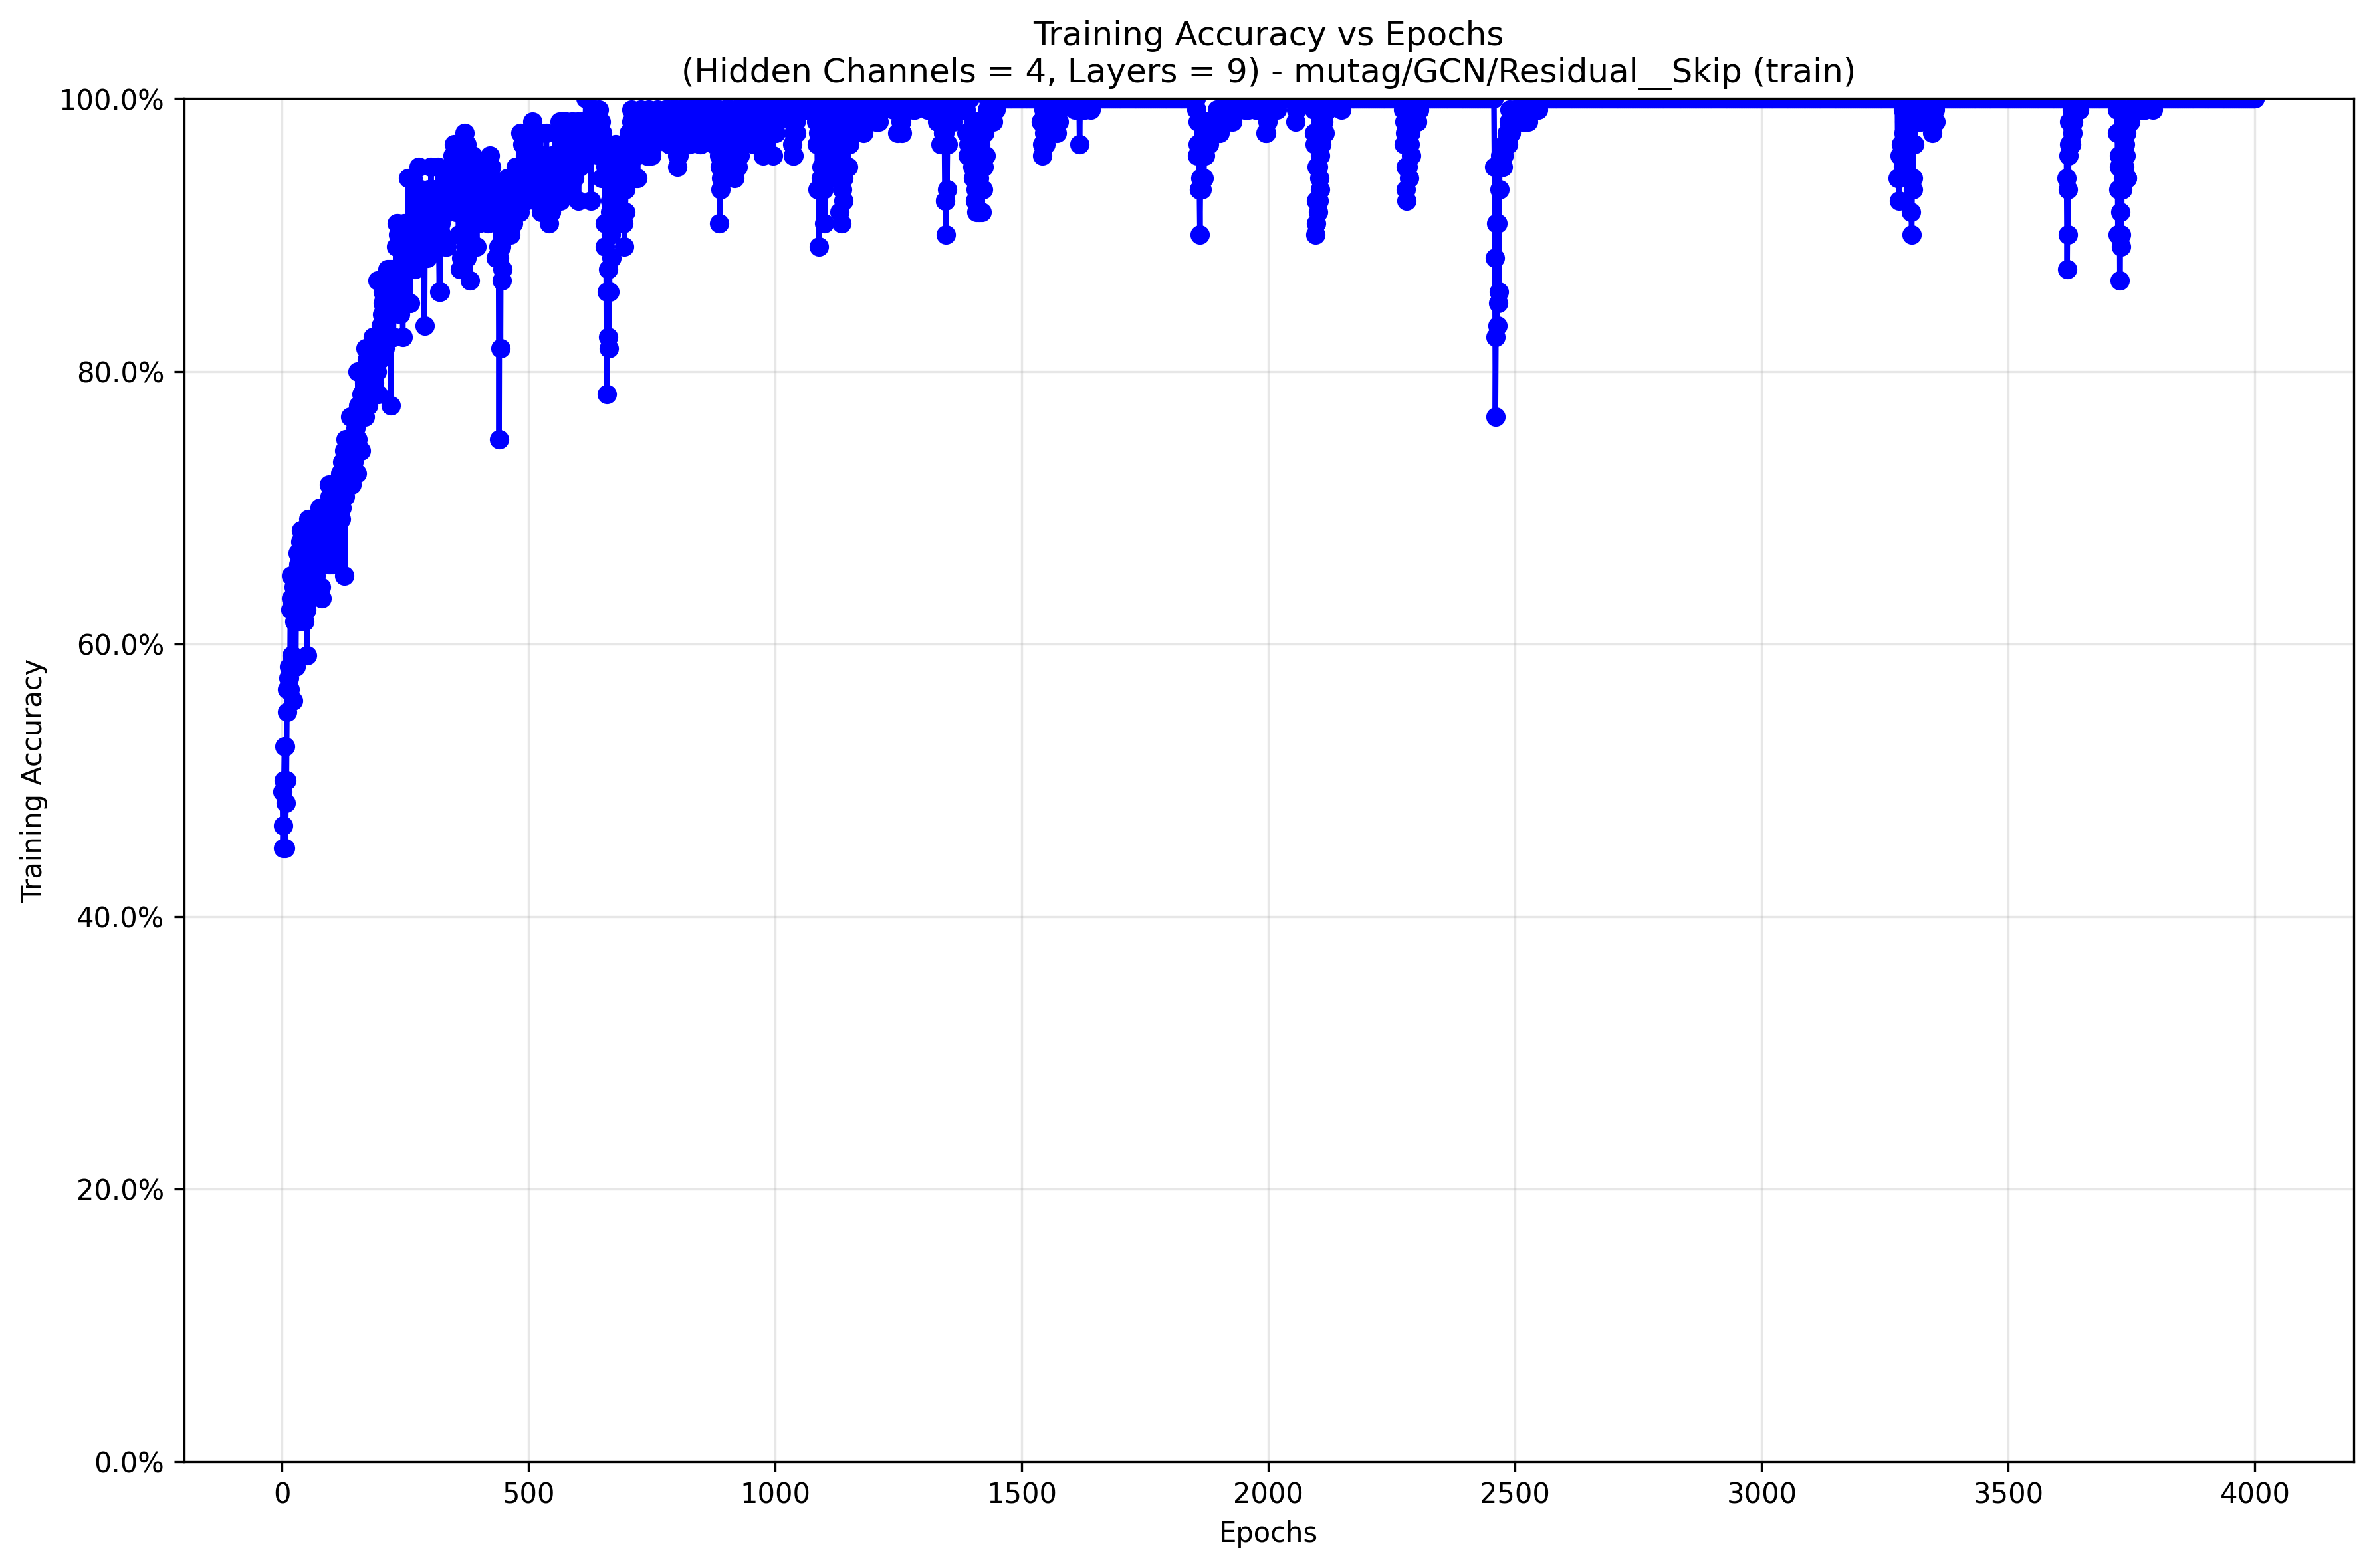 Training Accuracy vs Epochs
(Hidden Channels = 4, Layers = 9) - mutag/GCN/Residual__Skip (train)
100.0%
80.0%
60.0%
40.0%
20.0%
0.0%
Training Accuracy
0 500 1000 1500 2000 2500 3000 3500 4000
Epochs